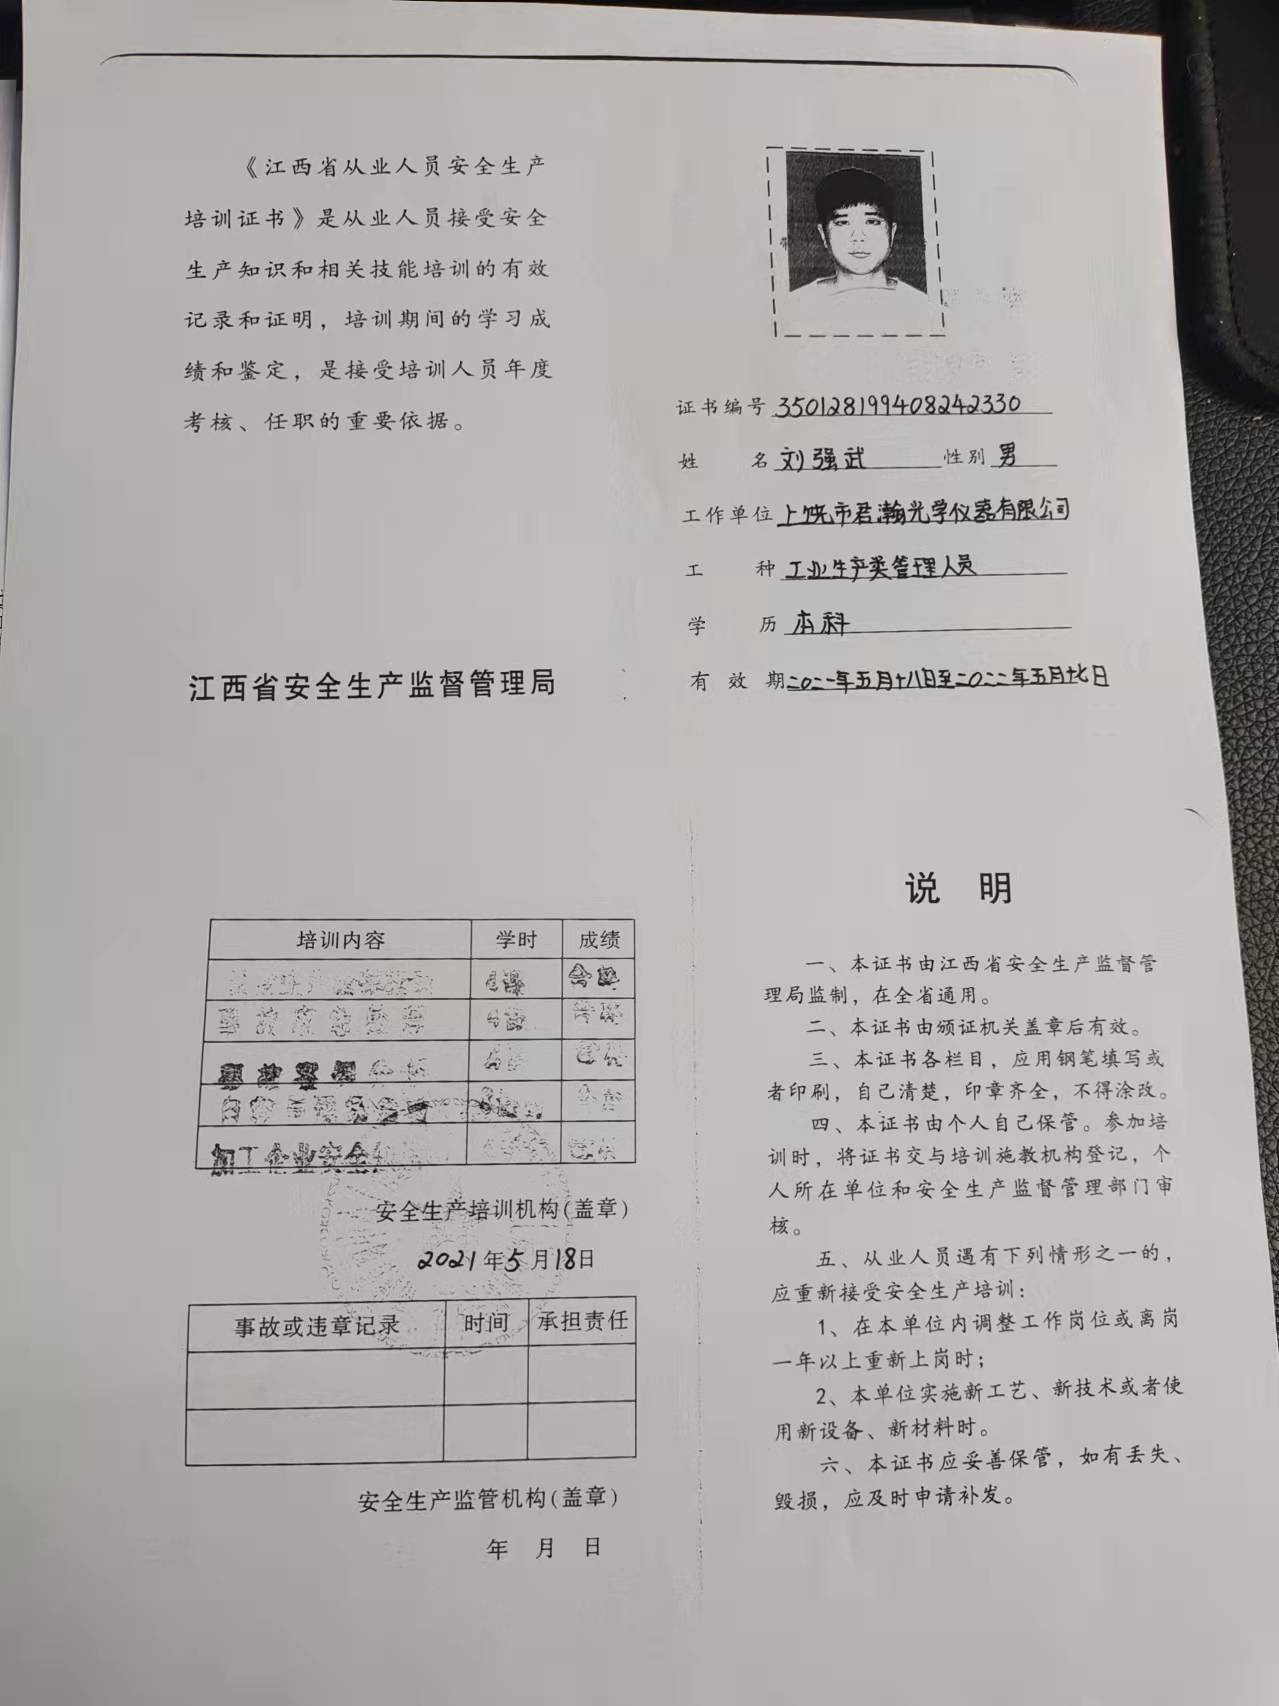 《江西省从业人员安全生产
培训证书》是从业人员接受安全
生产知识和相关技能培训的有效
记录和证明，培训期间的学习成
绩和鉴定，是接受培训人员年度
考核、任职的重要依据。
江西省安全生产监督管理局
证书编号 350128199408242330
姓 名 刘强武 性别 男
工作单位 上饶市君瀚光学仪器有限公司
工 种 工业生产类管理人员
学 历 本科
有 效 期 二〇二一年五月十八日至二〇二二年五月十七日
培训内容 学时 成绩
加工企业安全
安全生产培训机构(盖章)
2021年5月18日
事故或违章记录 时间 承担责任
安全生产监管机构(盖章)
年 月 日
说 明
一、本证书由江西省安全生产监督管
理局监制，在全省通用。
二、本证书由颁证机关盖章后有效。
三、本证书各栏目，应用钢笔填写或
者印刷，自己清楚，印章齐全，不得涂改。
四、本证书由个人自己保管。参加培
训时，将证书交与培训施教机构登记，个
人所在单位和安全生产监督管理部门审
核。
五、从业人员遇有下列情形之一的，
应重新接受安全生产培训：
1、在本单位内调整工作岗位或离岗
一年以上重新上岗时；
2、本单位实施新工艺、新技术或者使
用新设备、新材料时。
六、本证书应妥善保管，如有丢失、
毁损，应及时申请补发。